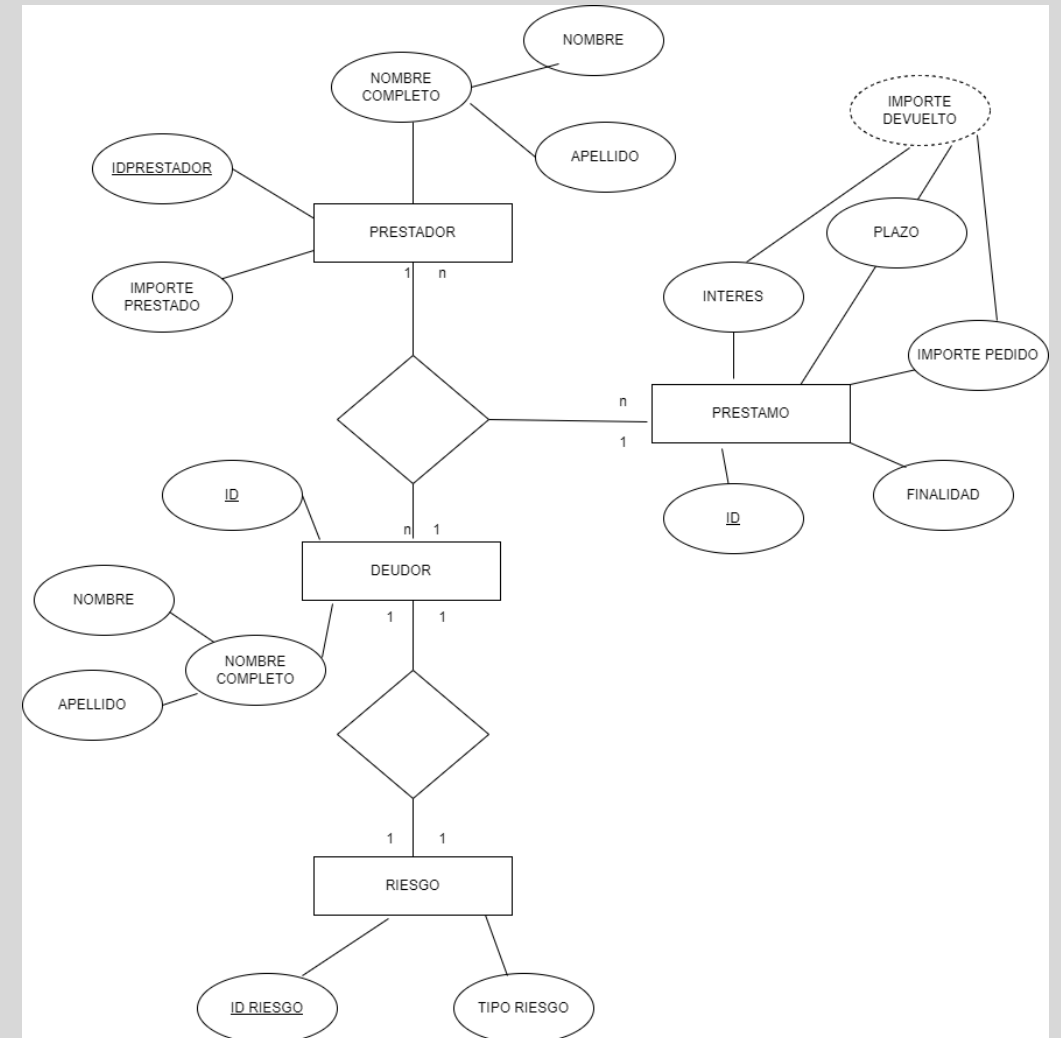 NOMBRE
NOMBRE
COMPLETO
APELLIDO
IDPRESTADOR
PRESTADOR
IMPORTE
PRESTADO
1
n
IMPORTE
DEVUELTO
PLAZO
INTERES
IMPORTE PEDIDO
n
PRESTAMO
1
FINALIDAD
ID
ID
n
1
DEUDOR
1
1
NOMBRE
NOMBRE
COMPLETO
APELLIDO
1
1
RIESGO
ID RIESGO
TIPO RIESGO